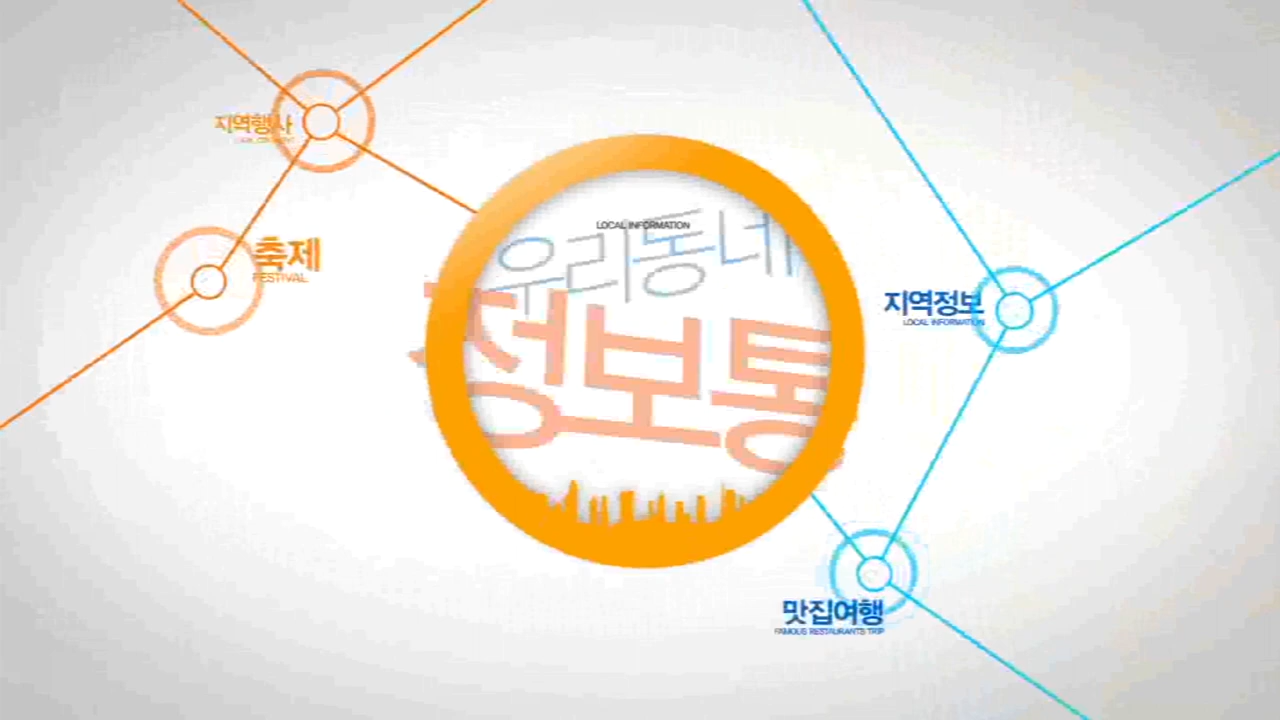 지역행사
축제
FESTIVAL
LOCAL INFORMATION
우리동네
정보통
지역정보
LOCAL INFORMATION
맛집여행
FAMOUS RESTAURANTS TRIP